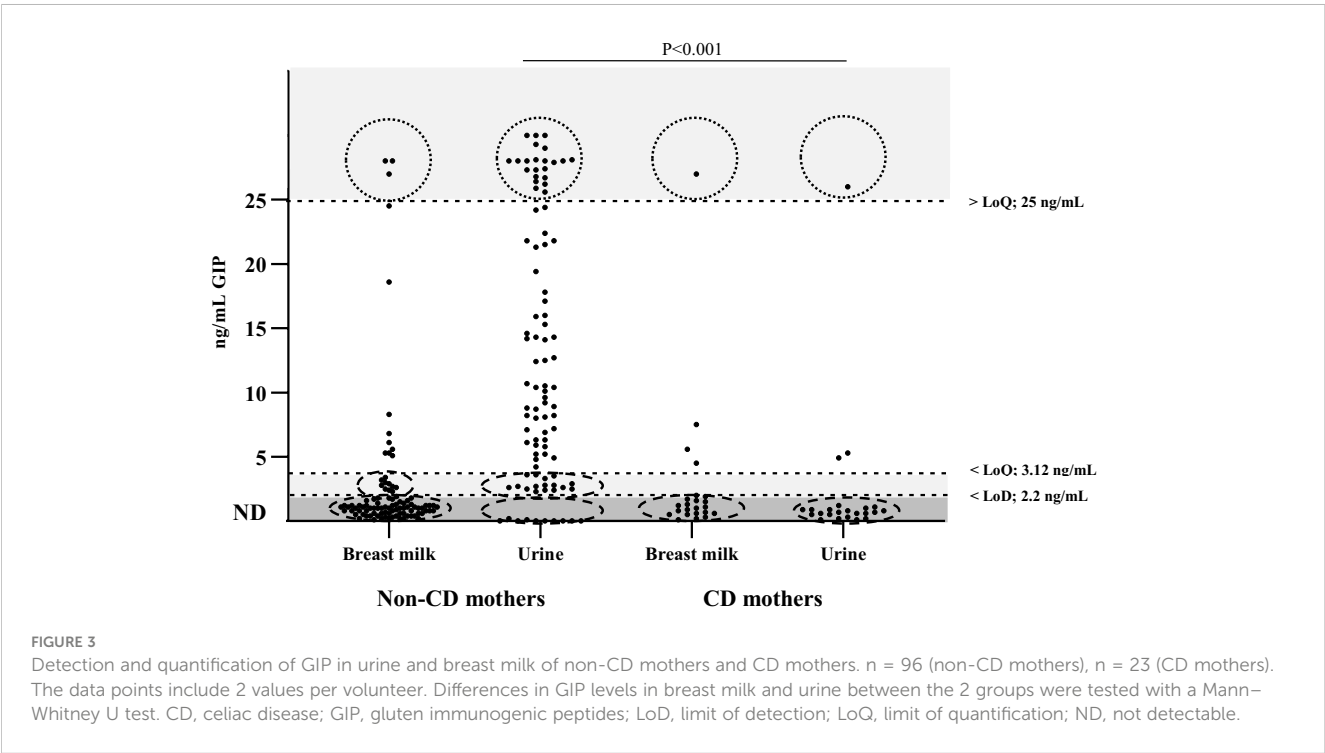 P<0.001
25
> LoQ; 25 ng/mL
20
ng/mL GIP
15
10
5
< LoQ; 3.12 ng/mL
< LoD; 2.2 ng/mL
ND
Breast milk Urine Breast milk Urine
Non-CD mothers CD mothers
FIGURE 3
Detection and quantification of GIP in urine and breast milk of non-CD mothers and CD mothers. n = 96 (non-CD mothers), n = 23 (CD mothers).
The data points include 2 values per volunteer. Differences in GIP levels in breast milk and urine between the 2 groups were tested with a Mann–
Whitney U test. CD, celiac disease; GIP, gluten immunogenic peptides; LoD, limit of detection; LoQ, limit of quantification; ND, not detectable.